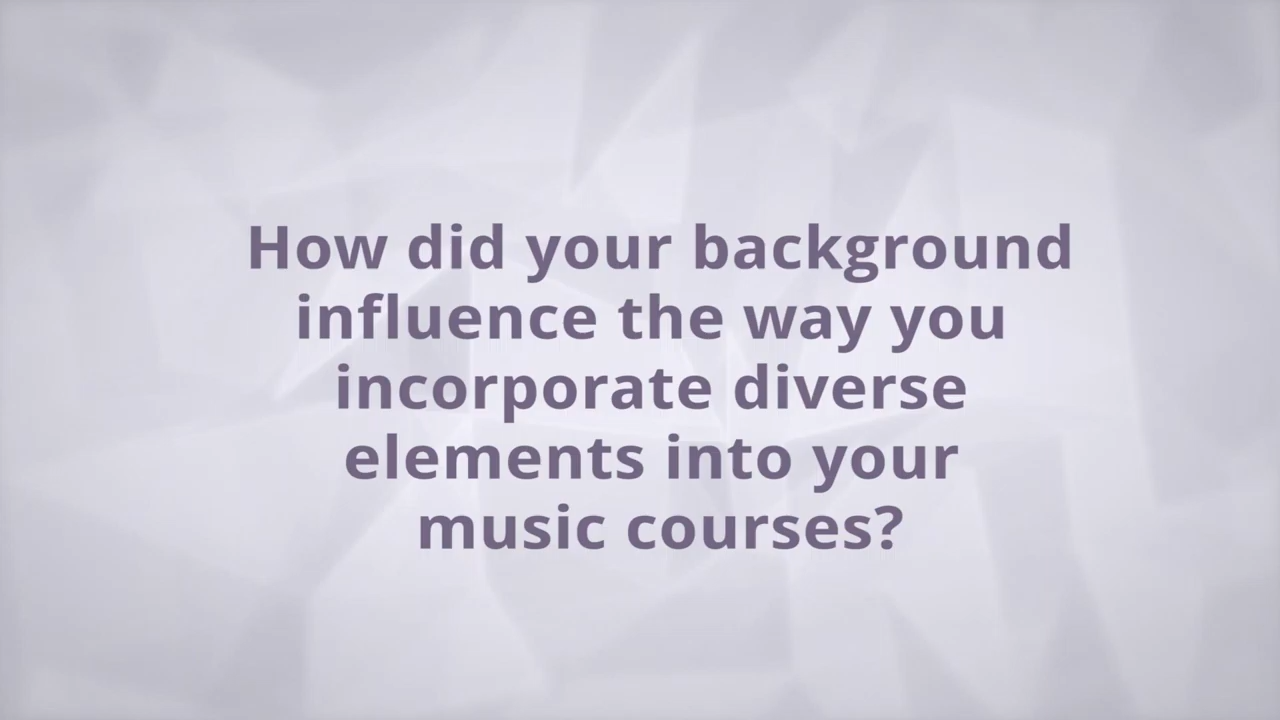 How did your background
influence the way you
incorporate diverse
elements into your
music courses?